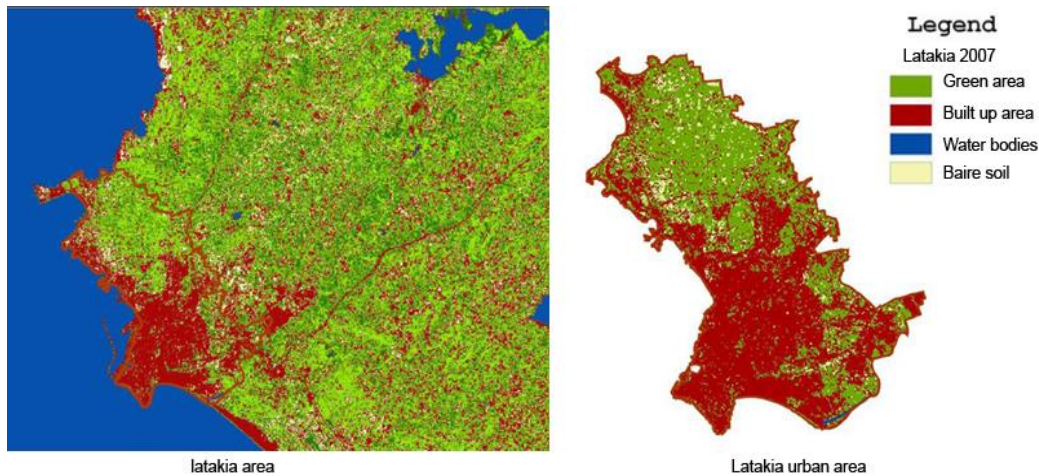 Legend
Latakia 2007
Green area
Built up area
Water bodies
Baire soil
latakia area
Latakia urban area